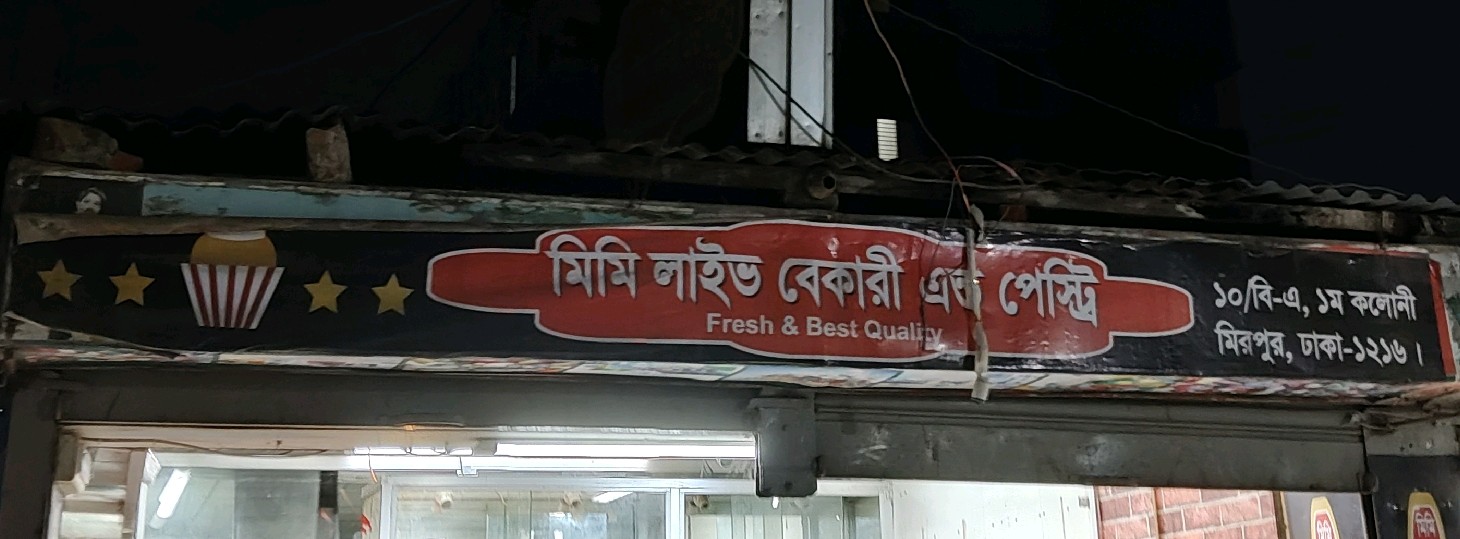 মিমি লাইভ বেকারী এন্ড পেস্ট্রি
Fresh & Best Quality
১০/বি-এ, ১ম কলোনী
মিরপুর, ঢাকা-১২১৬।
মিমি
মিমি